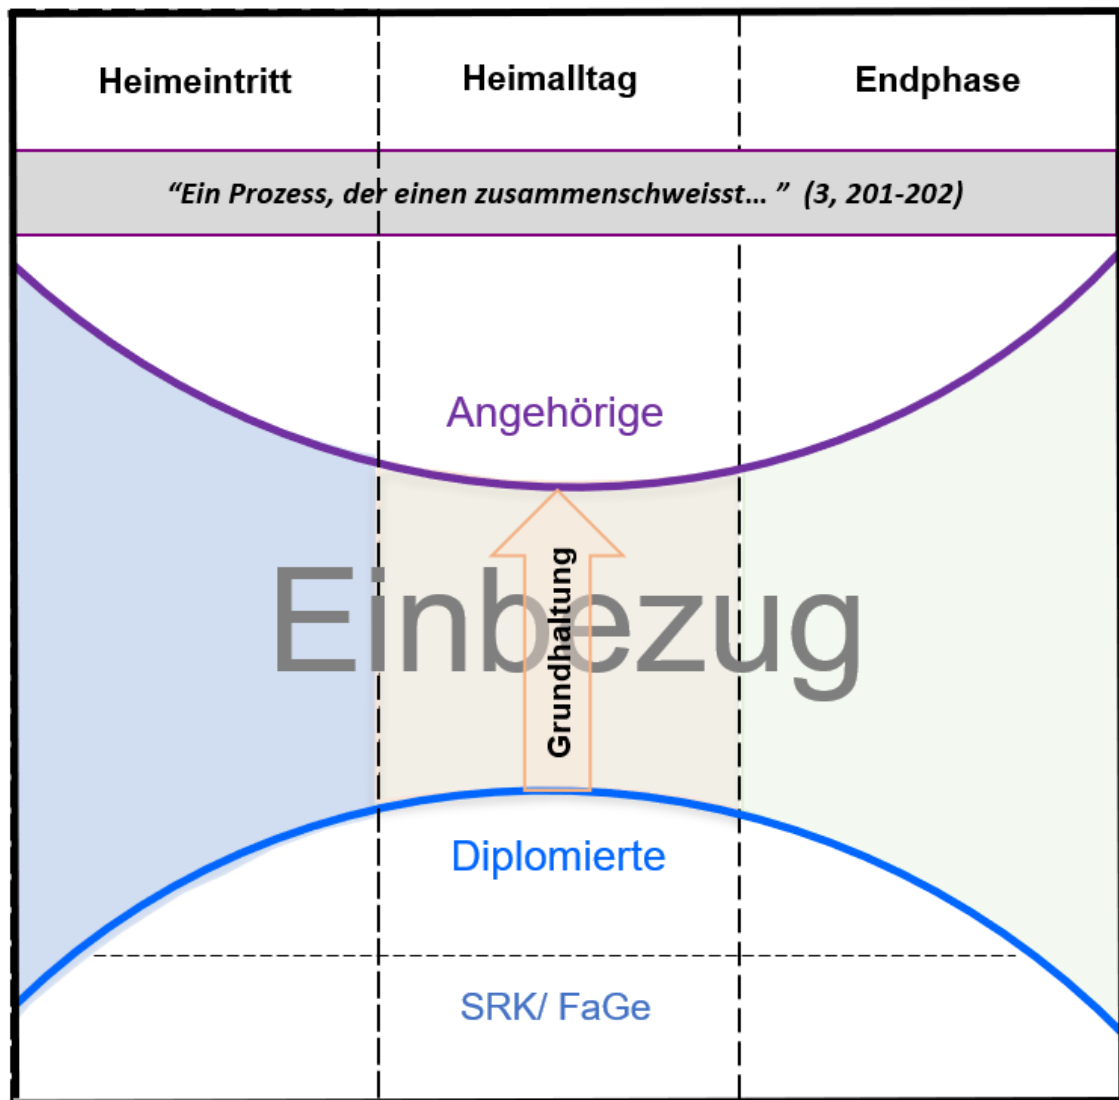 Heimeintritt
Heimalltag
Endphase
“Ein Prozess, der einen zusammenschweisst… ” (3, 201-202)
Angehörige
Einbezug
Grundhaltung
Diplomierte
SRK/ FaGe